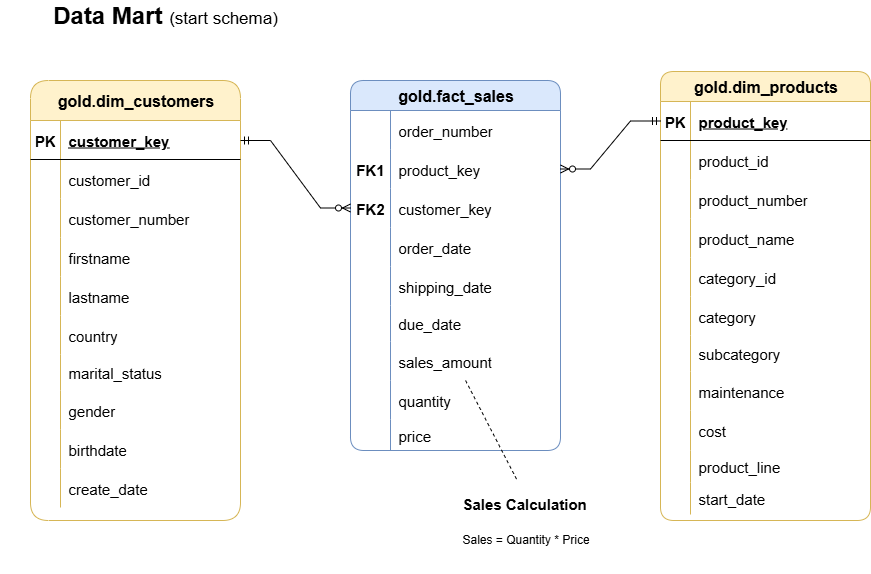 Data Mart (start schema)
gold.dim_customers
PK customer_key
customer_id
customer_number
firstname
lastname
country
marital_status
gender
birthdate
create_date
gold.fact_sales
order_number
FK1 product_key
FK2 customer_key
order_date
shipping_date
due_date
sales_amount
quantity
price
Sales Calculation
Sales = Quantity * Price
gold.dim_products
PK product_key
product_id
product_number
product_name
category_id
category
subcategory
maintenance
cost
product_line
start_date